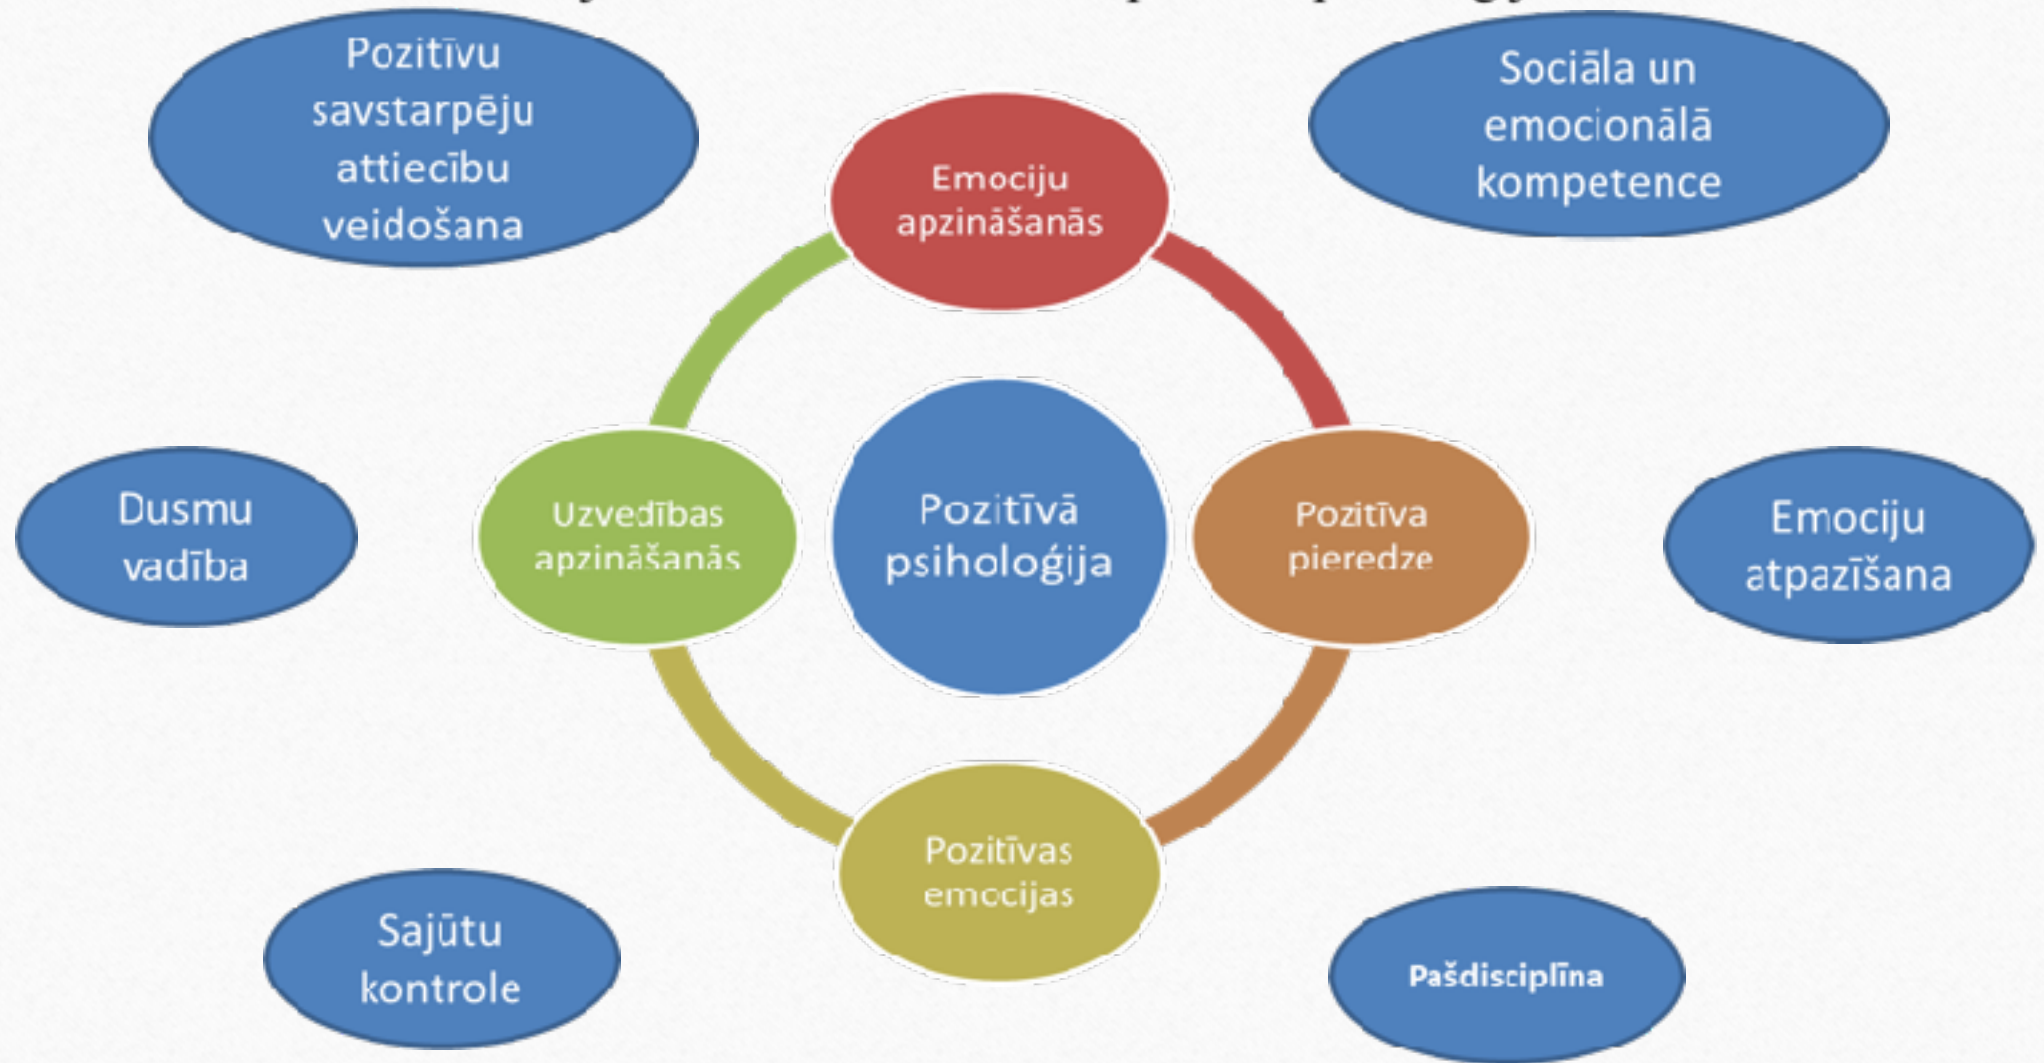 Pozitīvu
savstarpēju
attiecību
veidošana
Sociāla un
emocionālā
kompetence
Emociju
apzināšanās
Dusmu
vadība
Uzvedības
apzināšanās
Pozitīvā
psiholoģija
Pozitīva
pieredze
Emociju
atpazīšana
Pozitīvas
emocijas
Sajūtu
kontrole
Pašdisciplīna